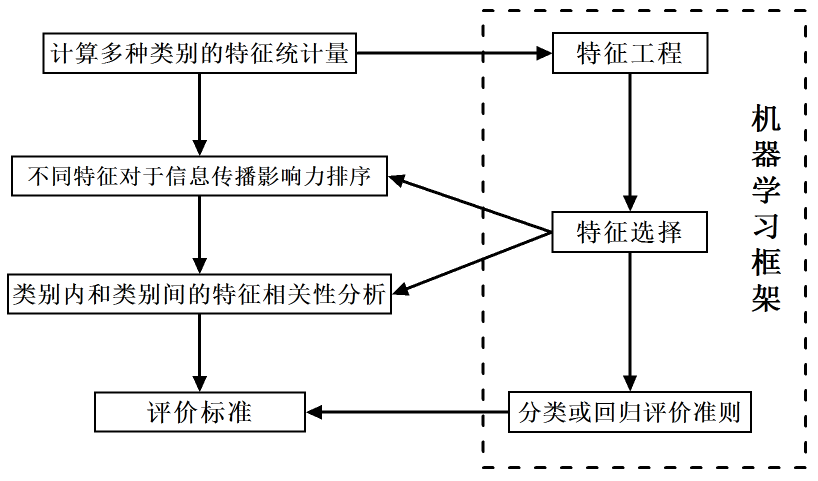 计算多种类别的特征统计量
特征工程
不同特征对于信息传播影响力排序
特征选择
类别内和类别间的特征相关性分析
评价标准
分类或回归评价准则
机器学习框架